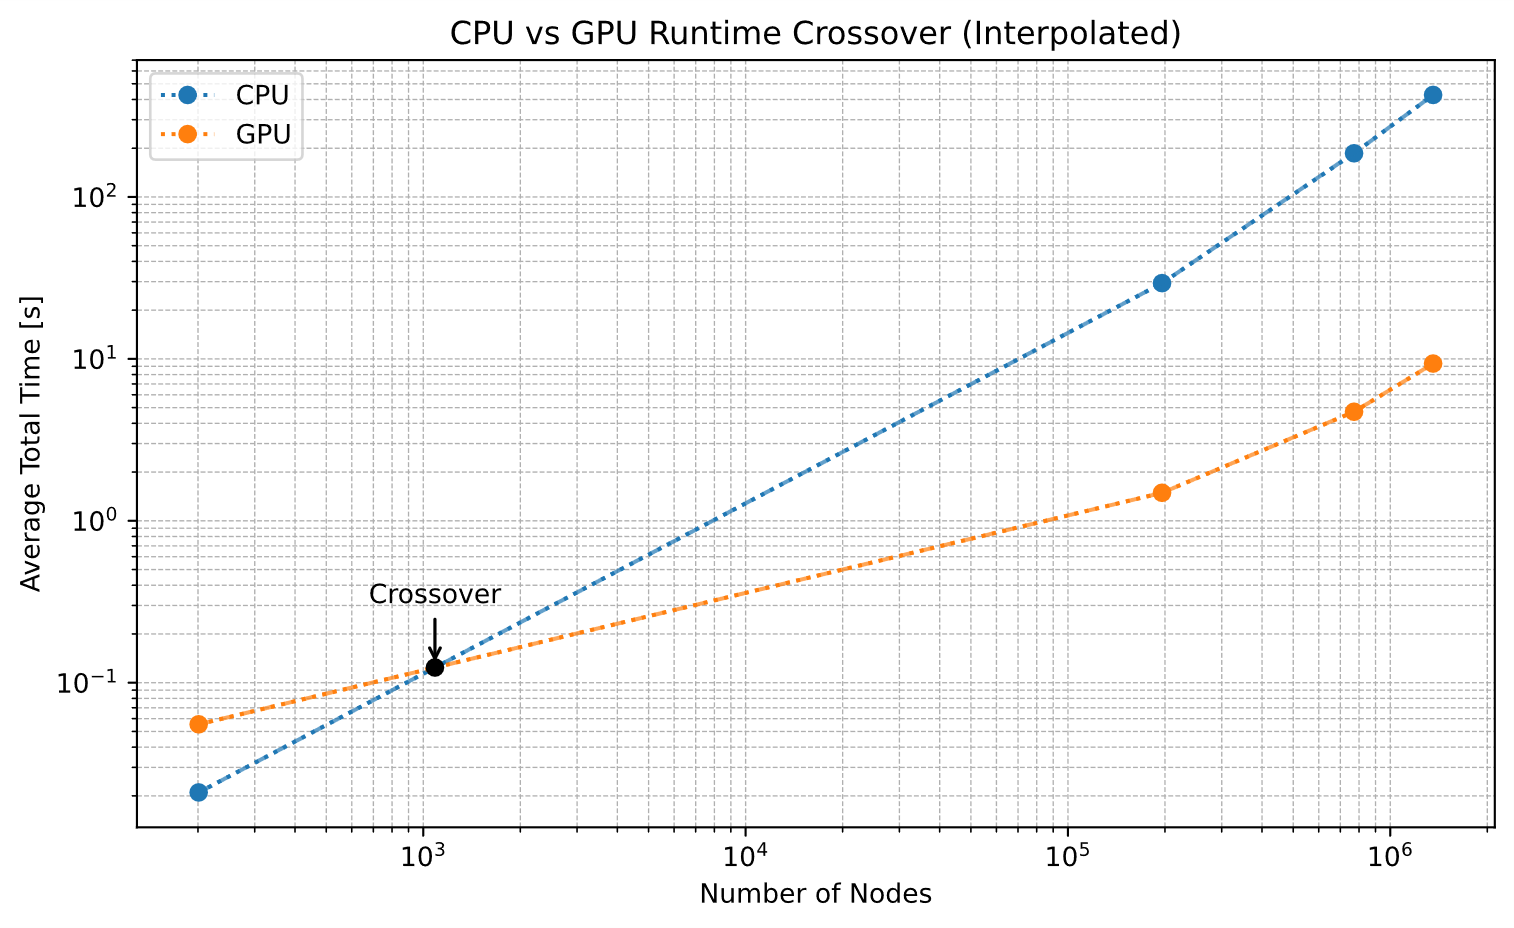 CPU vs GPU Runtime Crossover (Interpolated)
CPU
GPU
10²
10¹
10⁰
10⁻¹
Average Total Time [s]
Crossover
10³ 10⁴ 10⁵ 10⁶
Number of Nodes